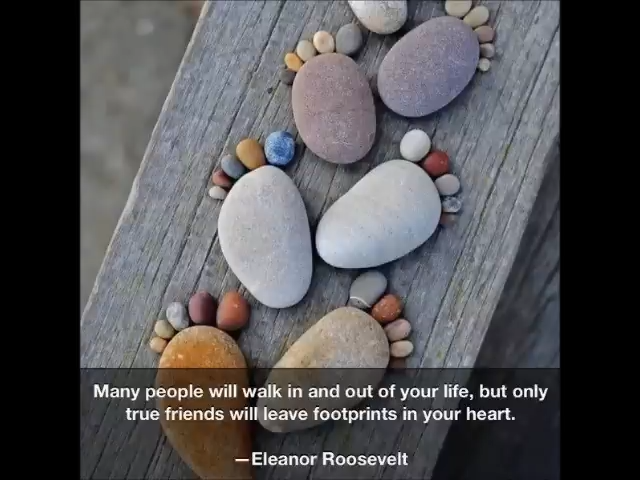 Many people will walk in and out of your life, but only
true friends will leave footprints in your heart.
—Eleanor Roosevelt